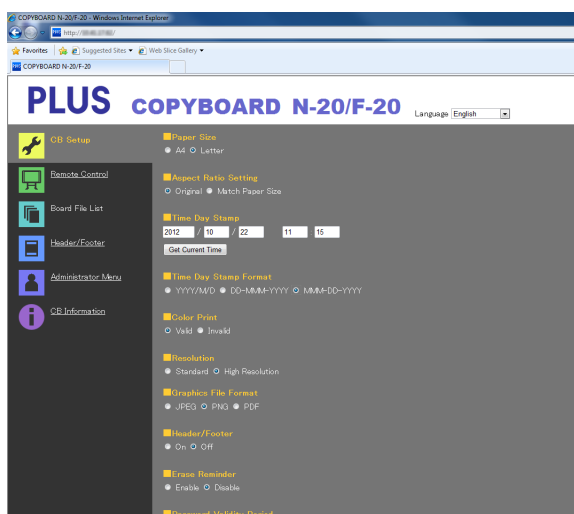 COPYBOARD N-20/F-20 - Windows Internet Explorer
http://
Favorites Suggested Sites Web Slice Gallery
COPYBOARD N-20/F-20
PLUS COPYBOARD N-20/F-20 Language English
CB Setup
Remote Control
Board File List
Header/Footer
Administrator Menu
CB Information
Paper Size
A4 Letter
Aspect Ratio Setting
Original Match Paper Size
Time Day Stamp
2012 / 10 / 22 11 : 15
Get Current Time
Time Day Stamp Format
YYYY/M/D DD-MMM-YYYY MMM-DD-YYYY
Color Print
Valid Invalid
Resolution
Standard High Resolution
Graphics File Format
JPEG PNG PDF
Header/Footer
On Off
Erase Reminder
Enable Disable
Password Validity Period